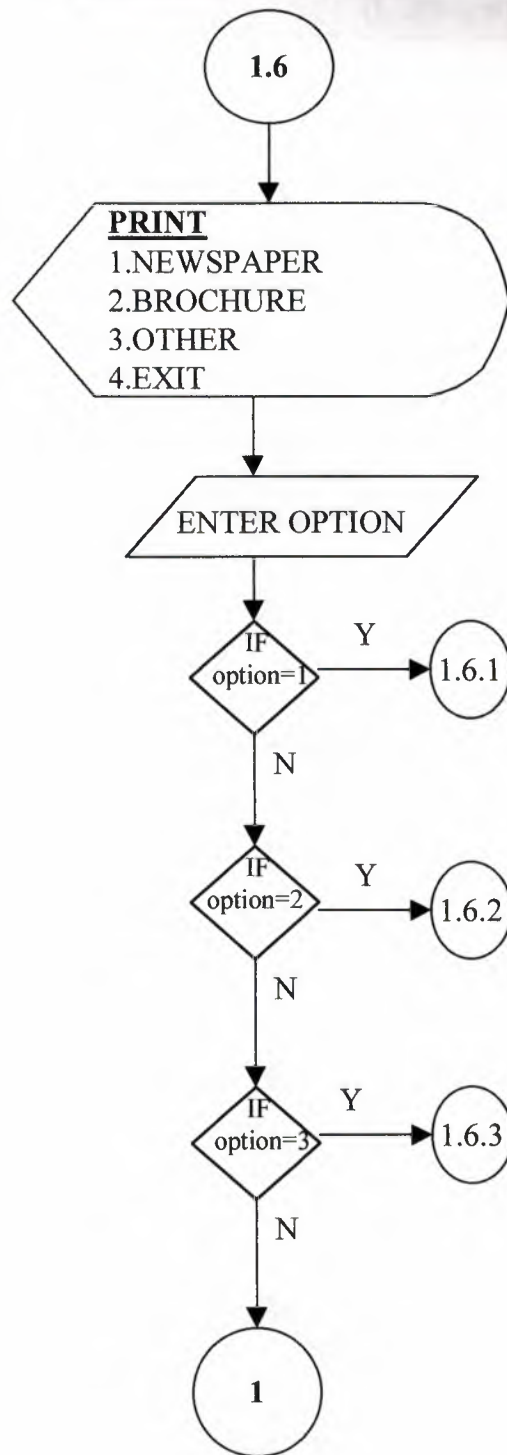 1.6
PRINT
1.NEWSPAPER
2.BROCHURE
3.OTHER
4.EXIT
ENTER OPTION
IF
option=1
Y
1.6.1
N
IF
option=2
Y
1.6.2
N
IF
option=3
Y
1.6.3
N
1